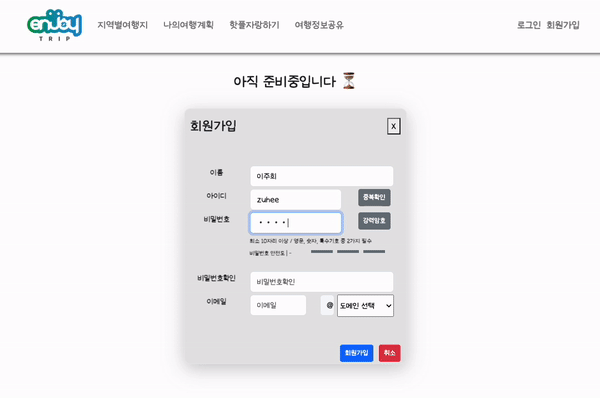 enjoy
TRIP
지역별여행지 나의여행계획 핫플자랑하기 여행정보공유 로그인 회원가입
아직 준비중입니다 ⏳
회원가입 X
이름 이주희
아이디 zuhee 중복확인
비밀번호 • • • • 강력암호
최소 10자리 이상 / 영문, 숫자, 특수기호 중 2가지 필수
비밀번호 안전도 | -
비밀번호확인 비밀번호확인
이메일 이메일 @ 도메인 선택
회원가입 취소